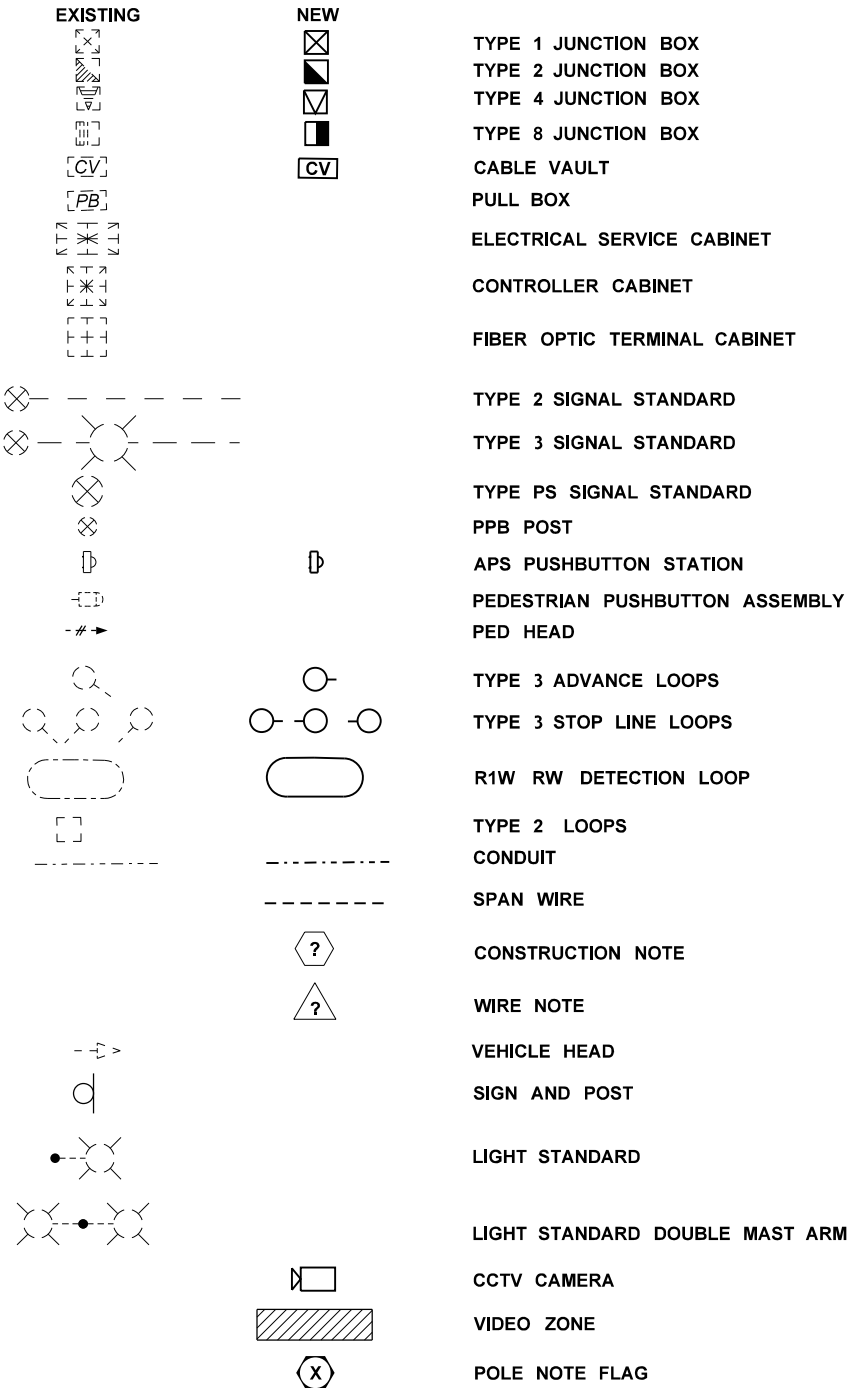 EXISTING NEW
TYPE 1 JUNCTION BOX
TYPE 2 JUNCTION BOX
TYPE 4 JUNCTION BOX
TYPE 8 JUNCTION BOX
CV CV CABLE VAULT
PB PULL BOX
ELECTRICAL SERVICE CABINET
CONTROLLER CABINET
FIBER OPTIC TERMINAL CABINET
TYPE 2 SIGNAL STANDARD
TYPE 3 SIGNAL STANDARD
TYPE PS SIGNAL STANDARD
PPB POST
APS PUSHBUTTON STATION
PEDESTRIAN PUSHBUTTON ASSEMBLY
PED HEAD
TYPE 3 ADVANCE LOOPS
TYPE 3 STOP LINE LOOPS
R1W RW DETECTION LOOP
TYPE 2 LOOPS
CONDUIT
SPAN WIRE
? CONSTRUCTION NOTE
? WIRE NOTE
VEHICLE HEAD
SIGN AND POST
LIGHT STANDARD
LIGHT STANDARD DOUBLE MAST ARM
CCTV CAMERA
VIDEO ZONE
X POLE NOTE FLAG